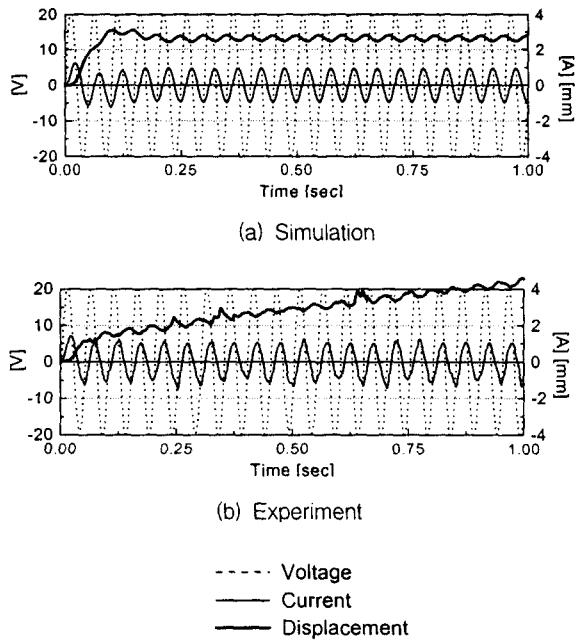 20
10
0
-10
-20
[V]
4
2
0
-2
-4
[A] [mm]
0.00 0.25 0.50 0.75 1.00
Time [sec]
(a) Simulation
20
10
0
-10
-20
[V]
4
2
0
-2
-4
[A] [mm]
0.00 0.25 0.50 0.75 1.00
Time [sec]
(b) Experiment
Voltage
Current
Displacement